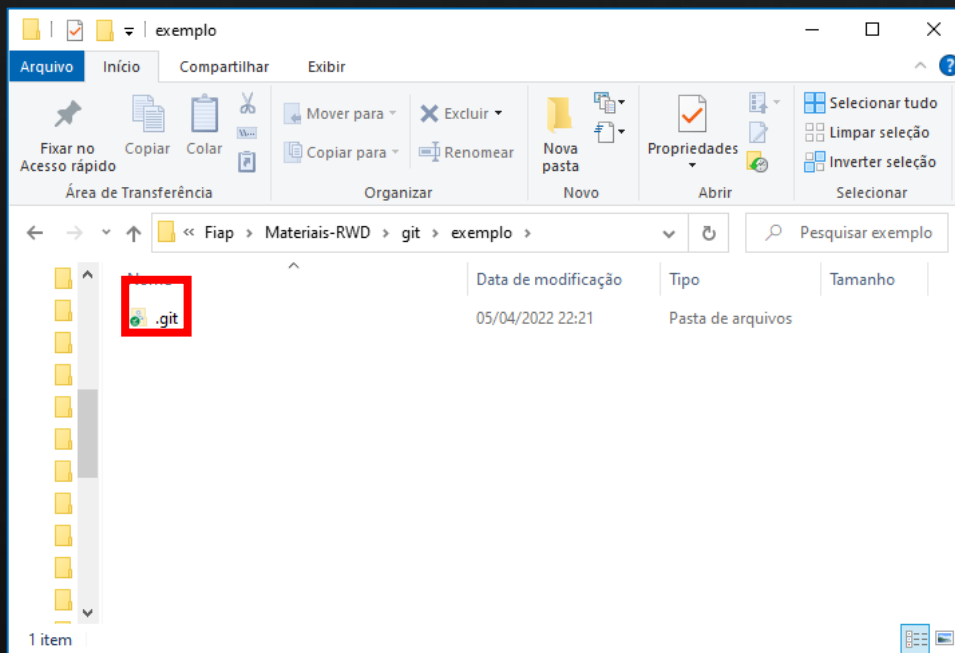 exemplo
Arquivo Início Compartilhar Exibir
Fixar no Acesso rápido
Copiar
Colar
Mover para
Copiar para
Excluir
Renomear
Nova pasta
Propriedades
Selecionar tudo
Limpar seleção
Inverter seleção
Área de Transferência Organizar Novo Abrir Selecionar
« Fiap › Materiais-RWD › git › exemplo ›
Pesquisar exemplo
Data de modificação Tipo Tamanho
.git 05/04/2022 22:21 Pasta de arquivos
1 item